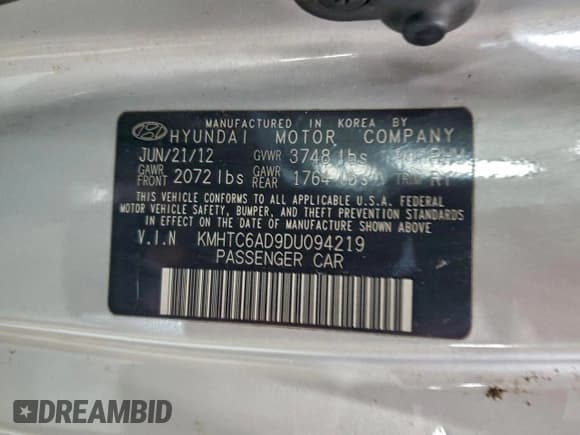 MANUFACTURED IN KOREA BY
HYUNDAI MOTOR COMPANY
JUN/21/12 GVWR 3748 lbs
GAWR FRONT 2072 lbs GAWR REAR
THIS VEHICLE CONFORMS TO ALL APPLICABLE U.S.A. FEDERAL
MOTOR VEHICLE SAFETY, BUMPER, AND THEFT PREVENTION STANDARDS
IN EFFECT ON THE DATE OF MANUFACTURE SHOWN ABOVE.
V.I.N KMHTC6AD9DU094219
PASSENGER CAR
DREAMBID